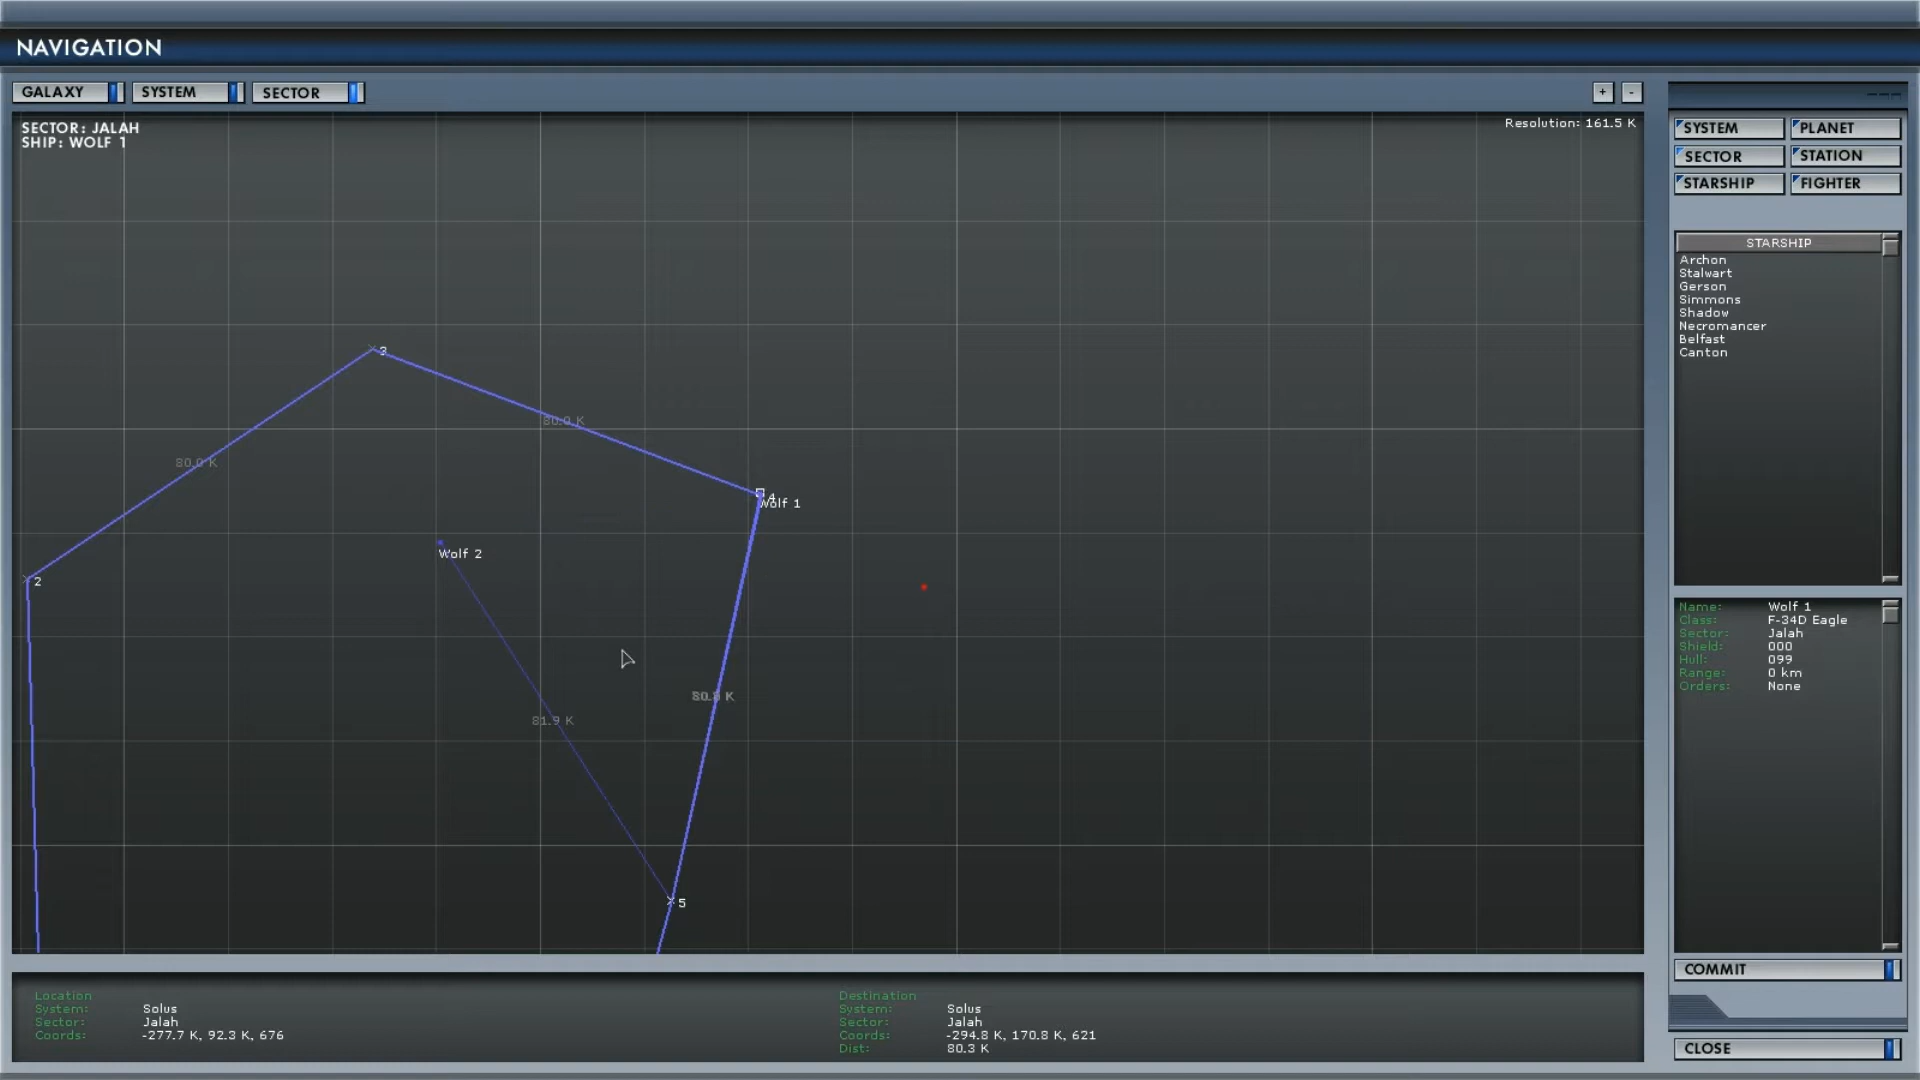 NAVIGATION
GALAXY SYSTEM SECTOR + -
SECTOR: JALAH
SHIP: WOLF 1
Resolution: 161.5 K
SYSTEM PLANET
SECTOR STATION
STARSHIP FIGHTER
STARSHIP
Archon
Stalwart
Gerson
Simmons
Shadow
Necromancer
Belfast
Canton
3
80.0 K
80.0 K
4
Wolf 1
Wolf 2
2
81.9 K
5
Name: Wolf 1
Class: F-34D Eagle
Sector: Jalah
Shield: 000
Hull: 099
Range: 0 km
Orders: None
COMMIT
Location
System: Solus
Sector: Jalah
Coords: -277.7 K, 92.3 K, 676
Destination
System: Solus
Sector: Jalah
Coords: -294.8 K, 170.8 K, 621
Dist: 80.3 K
CLOSE